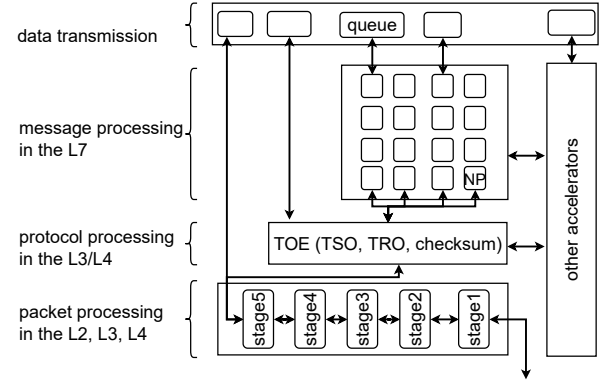 data transmission
queue
message processing
in the L7
NP
protocol processing
in the L3/L4
TOE (TSO, TRO, checksum)
other accelerators
packet processing
in the L2, L3, L4
stage5
stage4
stage3
stage2
stage1